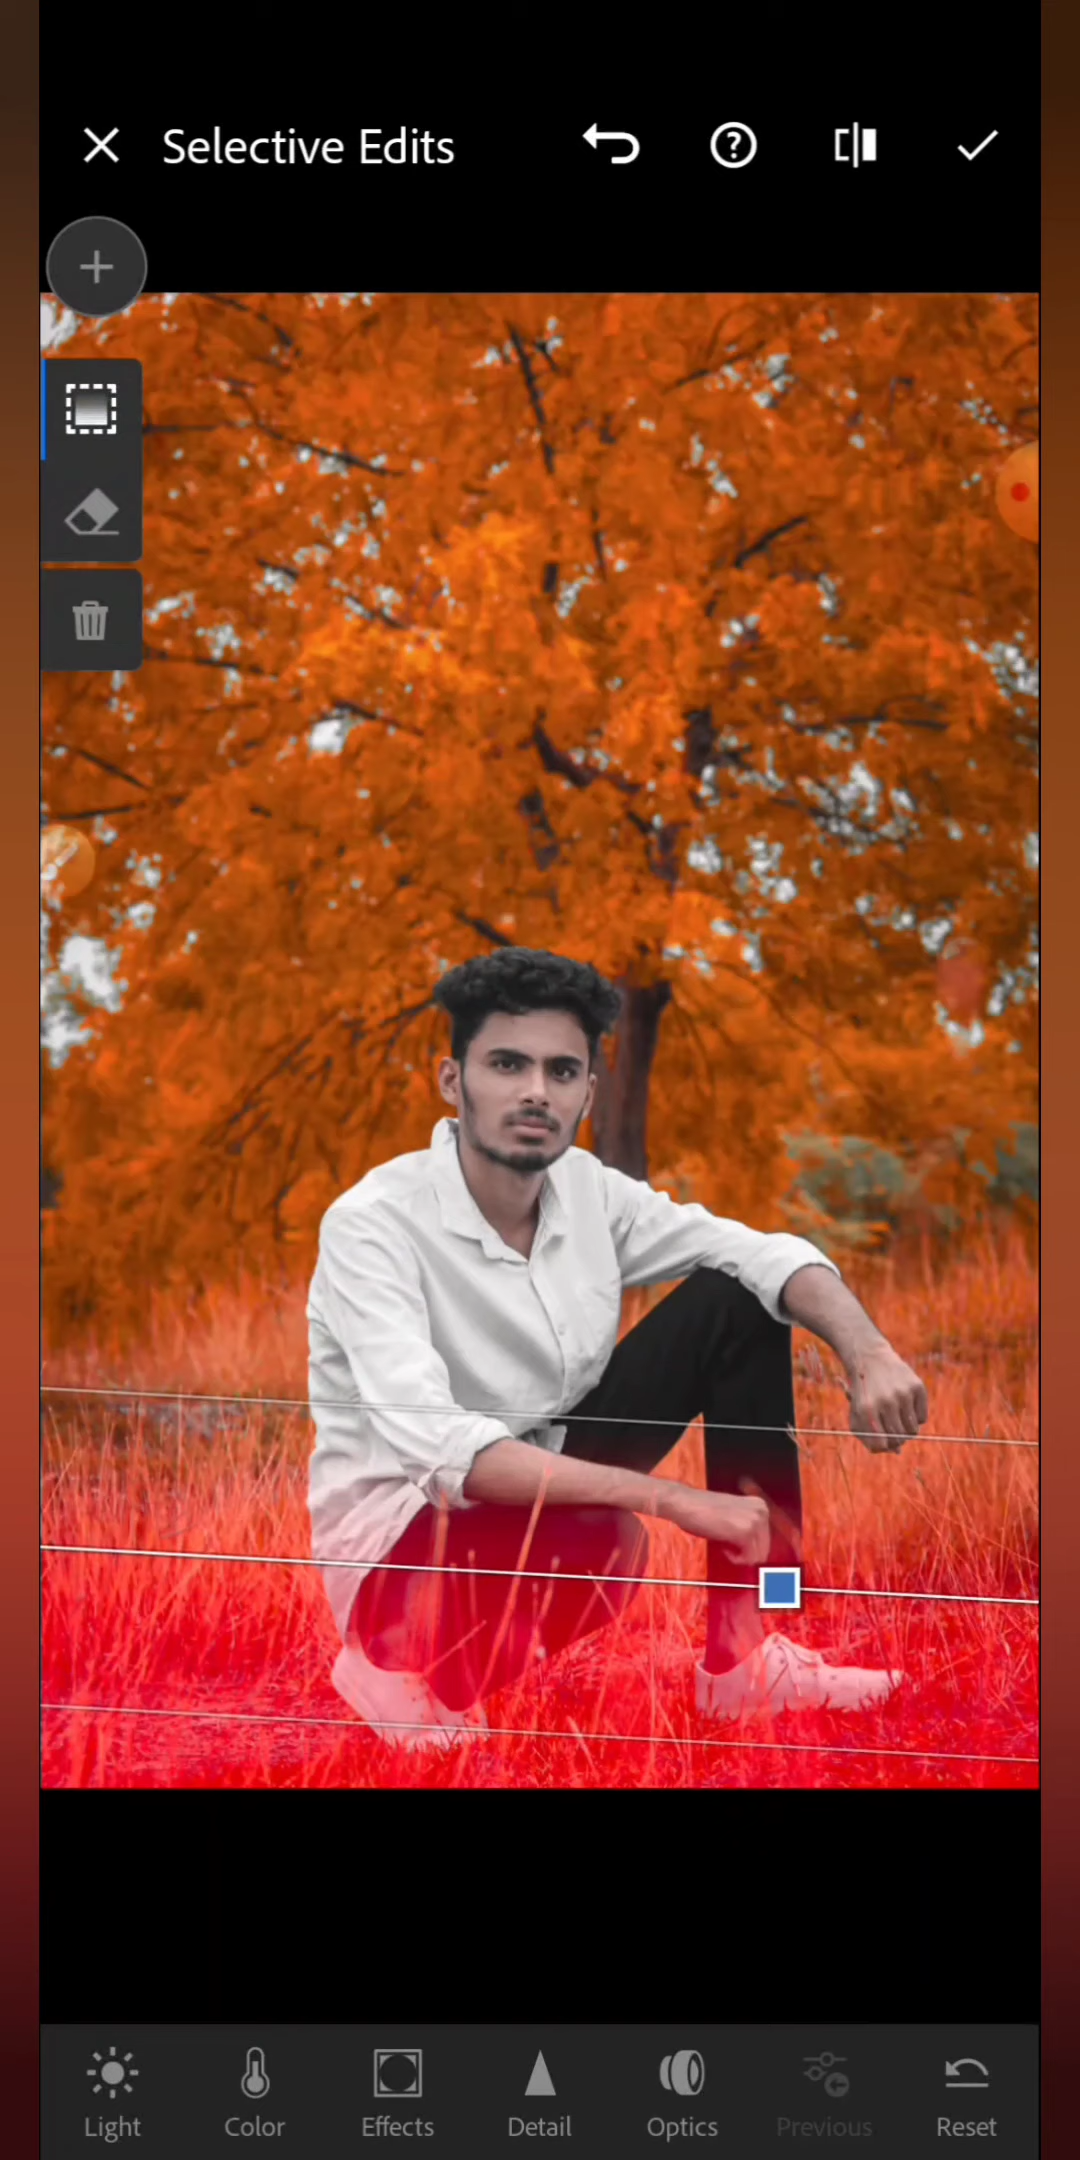 Selective Edits
Light
Color
Effects
Detail
Optics
Previous
Reset